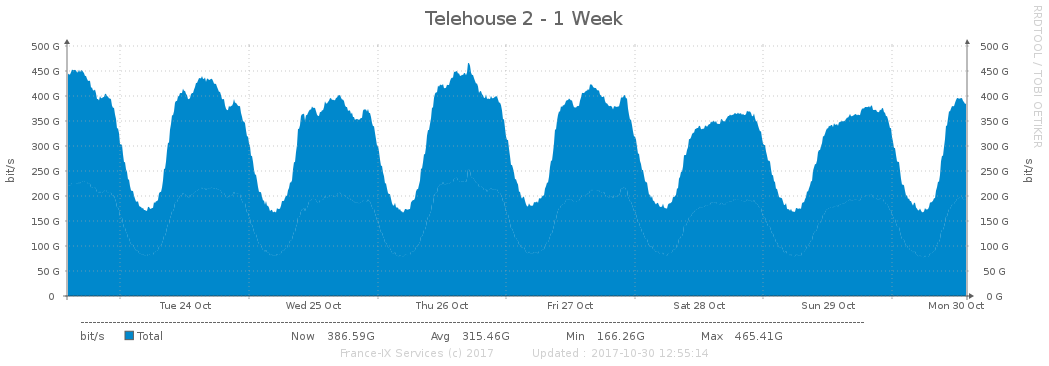 Telehouse 2 - 1 Week
RRDTOOL / TOBI OETIKER
500 G 500 G
450 G 450 G
400 G 400 G
350 G 350 G
300 G 300 G
250 G 250 G
200 G 200 G
150 G 150 G
100 G 100 G
50 G 50 G
0 0 G
bit/s bit/s
Tue 24 Oct Wed 25 Oct Thu 26 Oct Fri 27 Oct Sat 28 Oct Sun 29 Oct Mon 30 Oct
bit/s Total Now 386.59G Avg 315.46G Min 166.26G Max 465.41G
France-IX Services (c) 2017 Updated : 2017-10-30 12:55:14